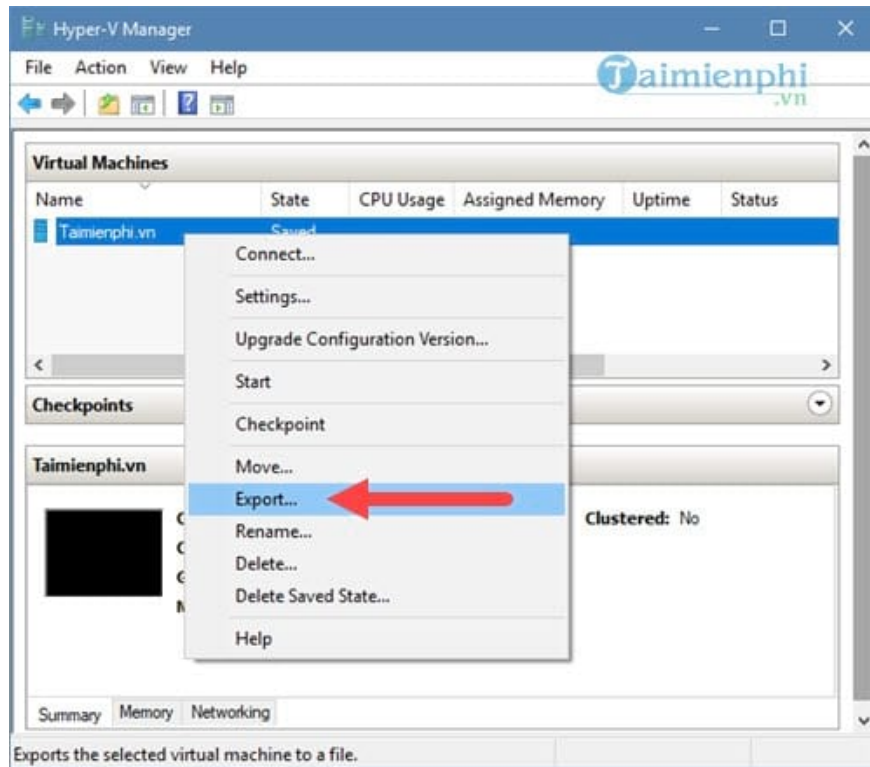 Hyper-V Manager
File Action View Help
Taimienphi
.vn
Virtual Machines
Name State CPU Usage Assigned Memory Uptime Status
Taimienphi.vn Saved
Connect...
Settings...
Upgrade Configuration Version...
Start
Checkpoint
Move...
Export...
Rename...
Delete...
Delete Saved State...
Help
Checkpoints
Taimienphi.vn
Clustered: No
Summary Memory Networking
Exports the selected virtual machine to a file.